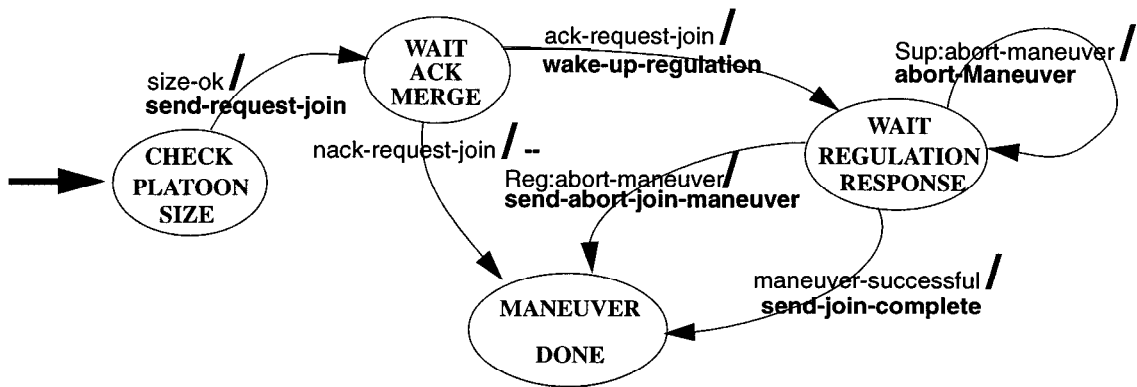 size-ok /
send-request-join
WAIT
ACK
MERGE
ack-request-join /
wake-up-regulation
Sup:abort-maneuver /
abort-Maneuver
CHECK
PLATOON
SIZE
nack-request-join / --
Reg:abort-maneuver /
send-abort-join-maneuver
WAIT
REGULATION
RESPONSE
MANEUVER
DONE
maneuver-successful /
send-join-complete